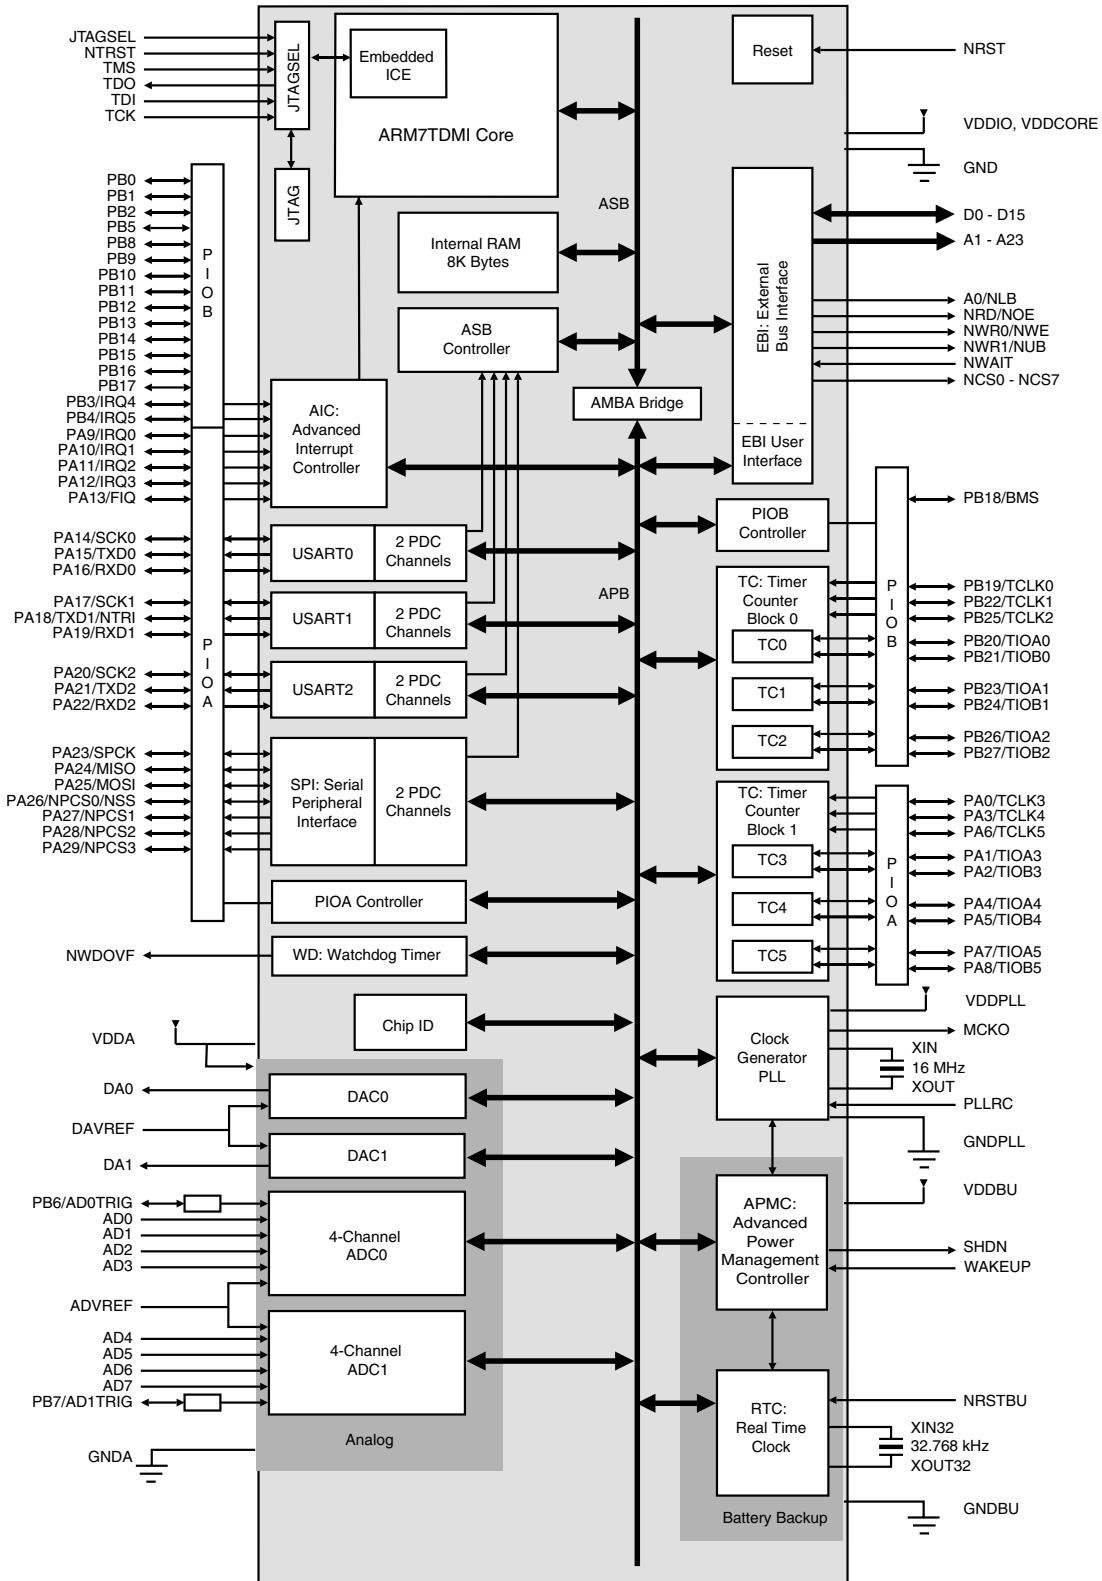 JTAGSEL
NTRST
TMS
TDO
TDI
TCK
JTAGSEL
Embedded
ICE
ARM7TDMI Core
JTAG
Reset
NRST
VDDIO, VDDCORE
GND
PB0
PB1
PB2
PB5
PB8
PB9
PB10
PB11
PB12
PB13
PB14
PB15
PB16
PB17
PB3/IRQ4
PB4/IRQ5
PA9/IRQ0
PA10/IRQ1
PA11/IRQ2
PA12/IRQ3
PA13/FIQ
PIOB
ASB
Internal RAM
8K Bytes
ASB
Controller
EBI: External
Bus Interface
EBI User
Interface
D0 - D15
A1 - A23
A0/NLB
NRD/NOE
NWR0/NWE
NWR1/NUB
NWAIT
NCS0 - NCS7
AMBA Bridge
AIC:
Advanced
Interrupt
Controller
PA14/SCK0
PA15/TXD0
PA16/RXD0
USART0
2 PDC
Channels
PA17/SCK1
PA18/TXD1/NTRI
PA19/RXD1
USART1
2 PDC
Channels
PA20/SCK2
PA21/TXD2
PA22/RXD2
USART2
2 PDC
Channels
PIOA
APB
PA23/SPCK
PA24/MISO
PA25/MOSI
PA26/NPCS0/NSS
PA27/NPCS1
PA28/NPCS2
PA29/NPCS3
SPI: Serial
Peripheral
Interface
2 PDC
Channels
PIOB
Controller
PB18/BMS
TC: Timer
Counter
Block 0
TC0
TC1
TC2
PIOB
PB19/TCLK0
PB22/TCLK1
PB25/TCLK2
PB20/TIOA0
PB21/TIOB0
PB23/TIOA1
PB24/TIOB1
PB26/TIOA2
PB27/TIOB2
TC: Timer
Counter
Block 1
TC3
TC4
TC5
PIOA
PA0/TCLK3
PA3/TCLK4
PA6/TCLK5
PA1/TIOA3
PA2/TIOB3
PA4/TIOA4
PA5/TIOB4
PA7/TIOA5
PA8/TIOB5
PIOA Controller
NWDOVF
WD: Watchdog Timer
Chip ID
VDDA
DA0
DAVREF
DA1
DAC0
DAC1
Clock
Generator
PLL
VDDPLL
MCKO
XIN
16 MHz
XOUT
PLLRC
GNDPLL
PB6/AD0TRIG
AD0
AD1
AD2
AD3
4-Channel
ADC0
ADVREF
AD4
AD5
AD6
AD7
PB7/AD1TRIG
4-Channel
ADC1
Analog
GNDA
APMC:
Advanced
Power
Management
Controller
VDDBU
SHDN
WAKEUP
RTC:
Real Time
Clock
NRSTBU
XIN32
32.768 kHz
XOUT32
Battery Backup
GNDBU